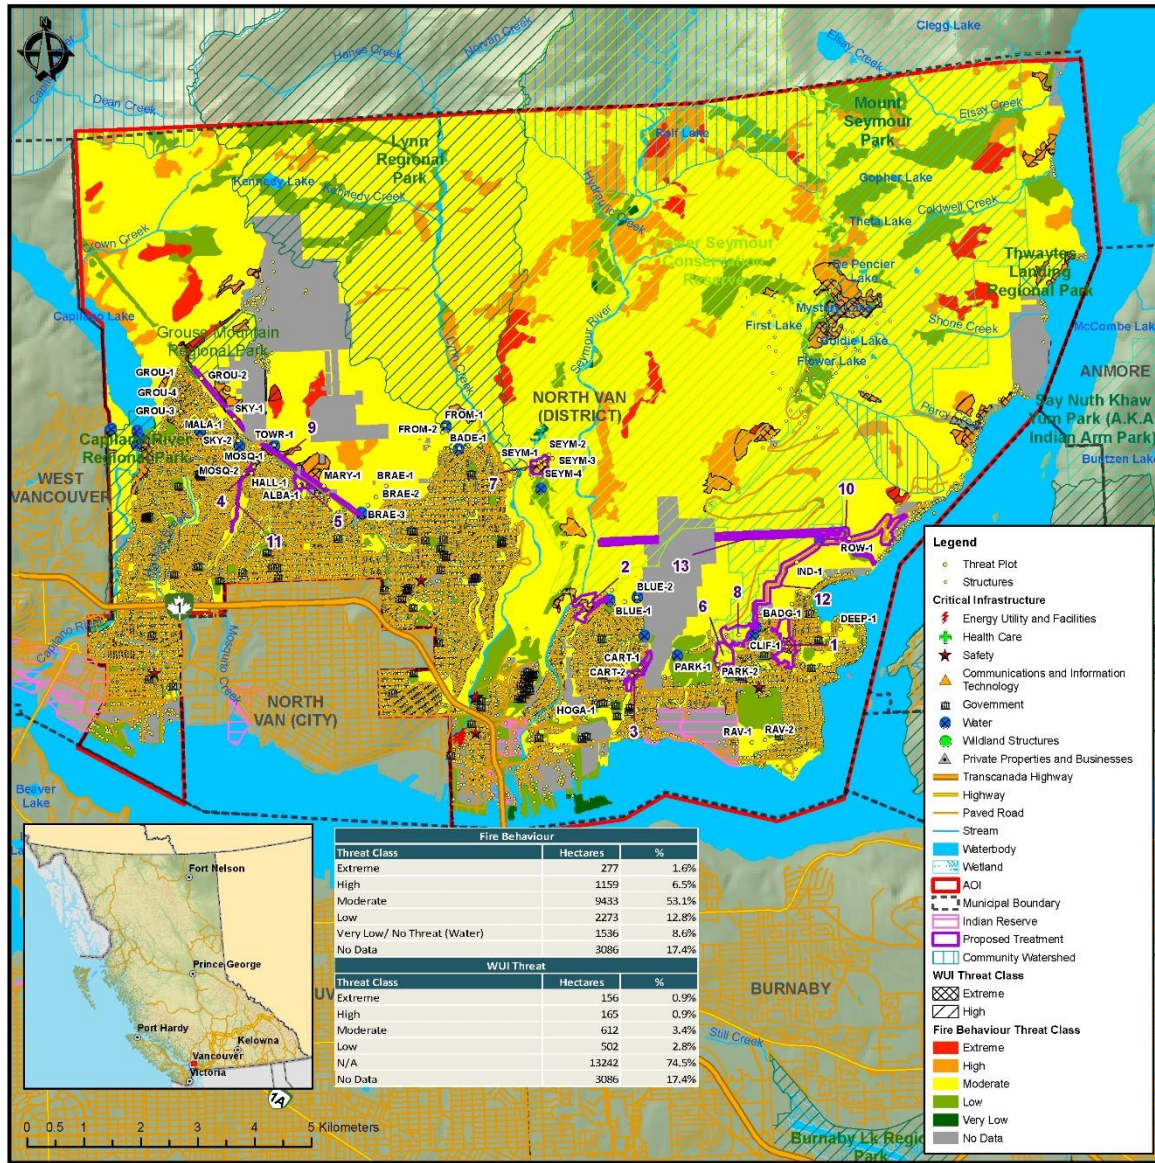 N
Clegg Lake
Norvan Creek
Hanes Creek
Elsay Creek
Dean Creek
Elsay Creek
Mount
Seymour
Park
Lynn
Regional
Park
Rolf Lake
Kennedy Lake
Kennedy Creek
Hydraulic Creek
Gopher Lake
Coldwell Creek
Theta Lake
Crown Creek
Conservation
Thwaytes
Landing
Regional Park
De Pencier
Lake
Capilano Lake
Mystery Lake
First Lake
Shone Creek
McCombe Lake
Goldie Lake
Flower Lake
Grouse Mountain
Regional Park
Lynn Creek
Seymour River
ANMORE
GROU-1
GROU-2
GROU-4
GROU-3
SKY-1
NORTH VAN
(DISTRICT)
Say Nuth Khaw
Yum Park (A.K.A
Indian Arm Park)
Percy
FROM-1
FROM-2
BADE-1
MALA-1
SKY-2
TOWR-1
9
Capilano River
Regional Park
MOSQ-1
MOSQ-2
SEYM-1
SEYM-2
SEYM-3
SEYM-4
Buntzen Lake
WEST
VANCOUVER
HALL-1
ALBA-1
MARY-1
BRAE-1
BRAE-2
BRAE-3
7
4
5
10
11
ROW-1
13
2
BLUE-2
BLUE-1
IND-1
8
6
12
BADG-1
DEEP-1
CLIF-1
1
1
CART-1
CART-2
PARK-1
PARK-2
Mosquito Creek
NORTH
VAN (CITY)
HOGA-1
3
RAV-1
RAV-2
Beaver
Lake
Legend
Threat Plot
Structures
Critical Infrastructure
Energy Utility and Facilities
Health Care
Safety
Communications and Information
Technology
Government
Water
Wildland Structures
Private Properties and Businesses
Transcanada Highway
Highway
Paved Road
Stream
Waterbody
Wetland
AOI
Municipal Boundary
Indian Reserve
Proposed Treatment
Community Watershed
WUI Threat Class
Extreme
High
Fire Behaviour Threat Class
Extreme
High
Moderate
Low
Very Low
No Data
Fire Behaviour
Threat Class Hectares %
Extreme 277 1.6%
High 1159 6.5%
Moderate 9433 53.1%
Low 2273 12.8%
Very Low/ No Threat (Water) 1536 8.6%
No Data 3086 17.4%
WUI Threat
Threat Class Hectares %
Extreme 156 0.9%
High 165 0.9%
Moderate 612 3.4%
Low 502 2.8%
N/A 13242 74.5%
No Data 3086 17.4%
Fort Nelson
Prince George
Port Hardy
Kelowna
Vancouver
Victoria
BURNABY
Still Creek
1A
0 0.5 1 2 3 4 5 Kilometers
Burnaby Lk Regio
Park